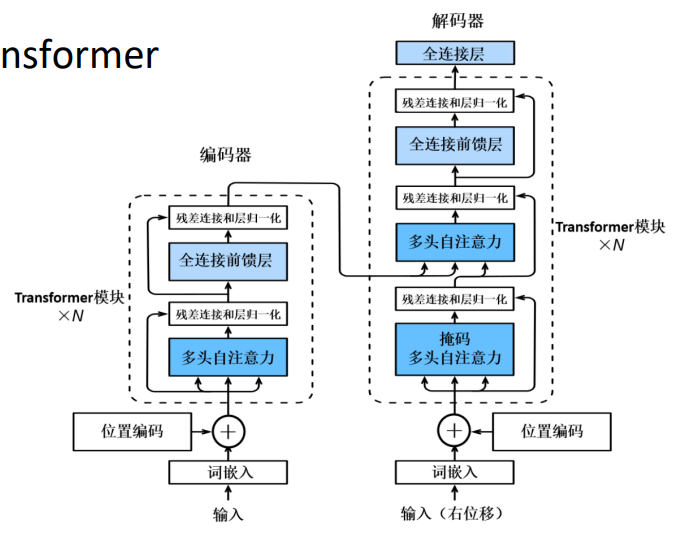 nsformer
编码器
残差连接和层归一化
全连接前馈层
Transformer模块
×N
残差连接和层归一化
多头自注意力
位置编码
+
词嵌入
输入
解码器
全连接层
残差连接和层归一化
全连接前馈层
残差连接和层归一化
Transformer模块
×N
多头自注意力
残差连接和层归一化
掩码
多头自注意力
+
位置编码
词嵌入
输入（右位移）